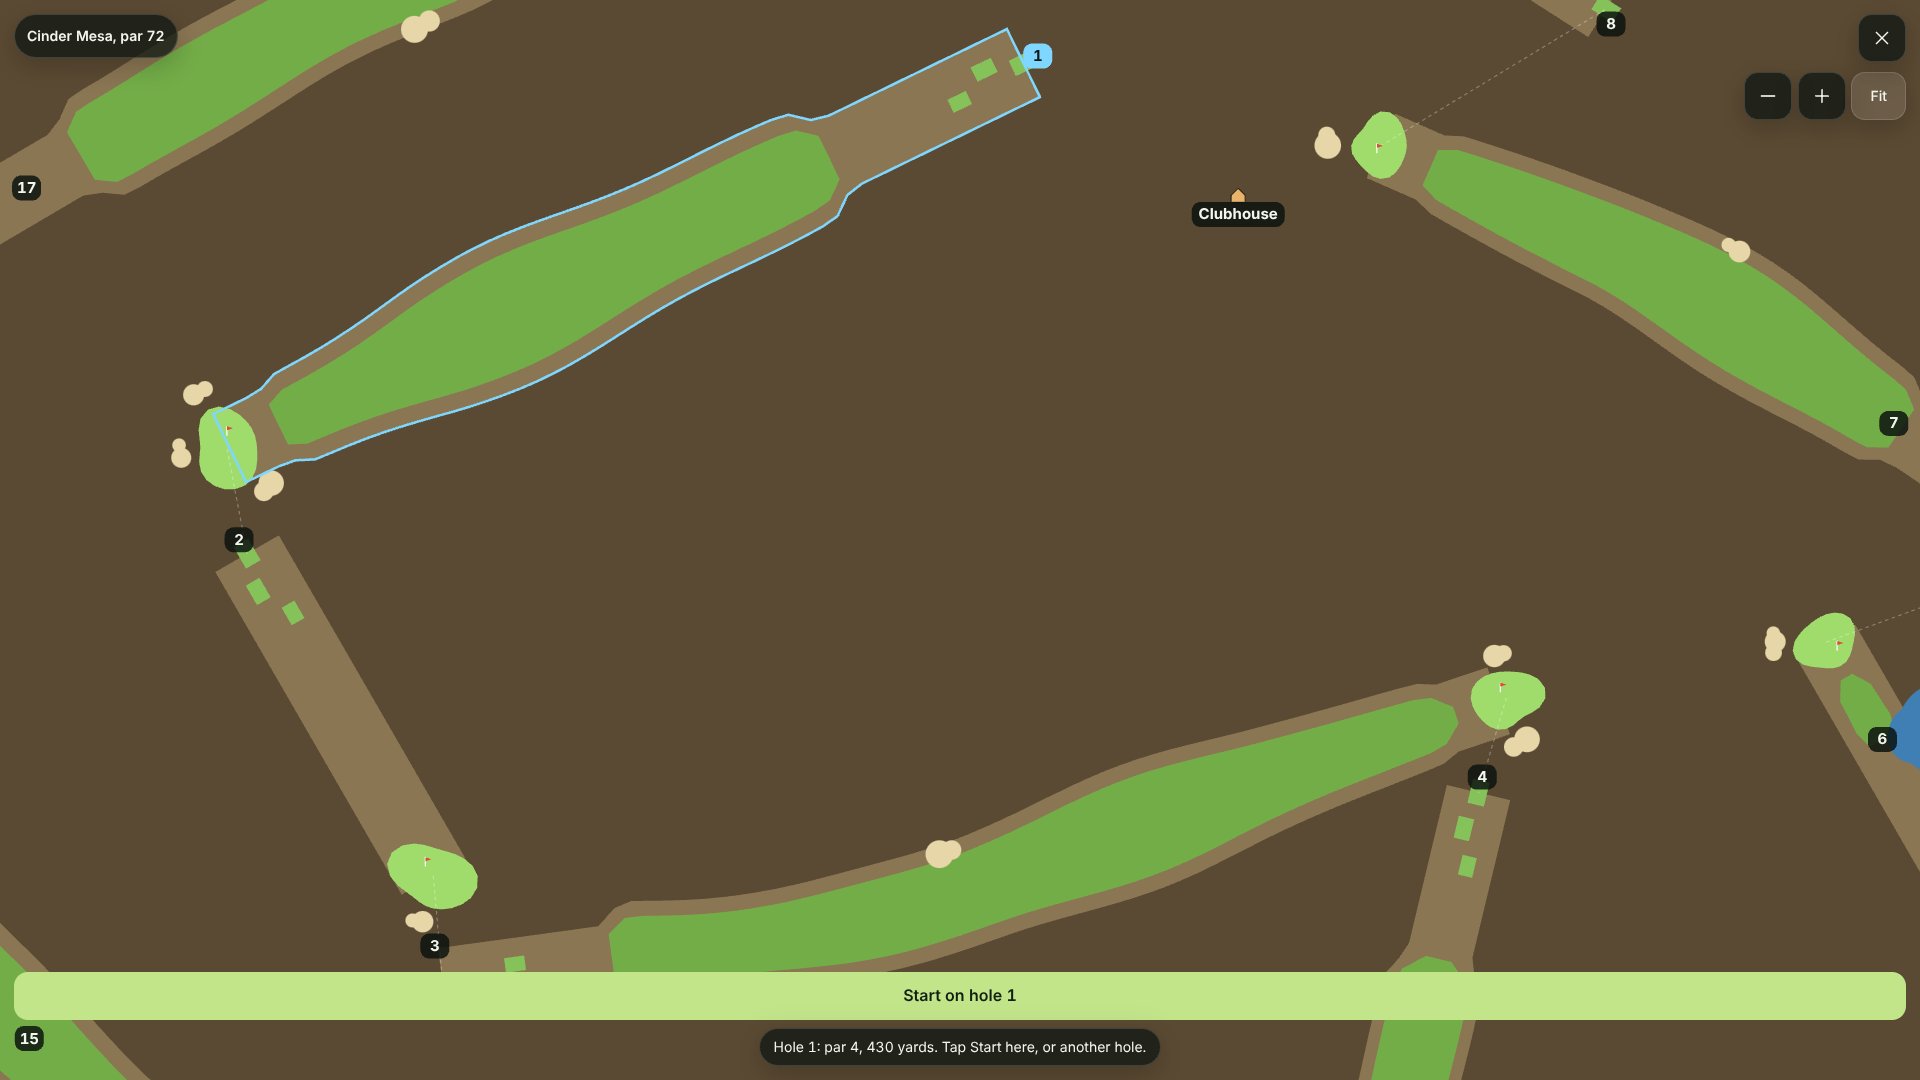 Cinder Mesa, par 72
8
1
17
Clubhouse
Fit
7
2
6
4
3
Start on hole 1
15
Hole 1: par 4, 430 yards. Tap Start here, or another hole.